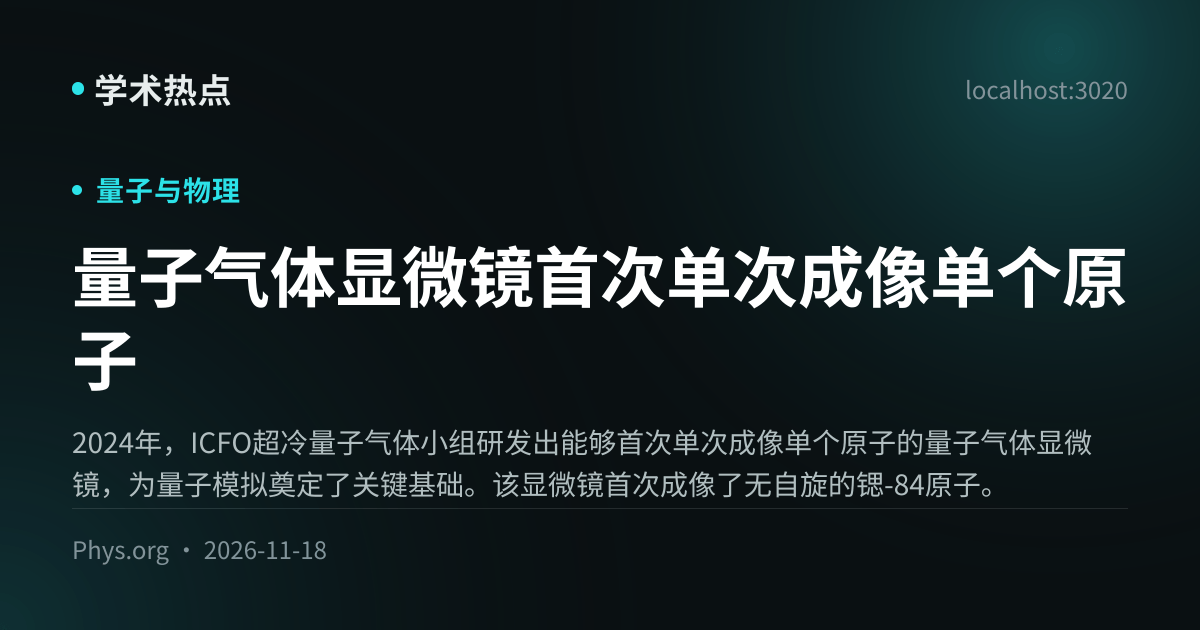 学术热点
localhost:3020
量子与物理
量子气体显微镜首次单次成像单个原
子
2024年，ICFO超冷量子气体小组研发出能够首次单次成像单个原子的量子气体显微
镜，为量子模拟奠定了关键基础。该显微镜首次成像了无自旋的锶-84原子。
Phys.org • 2026-11-18